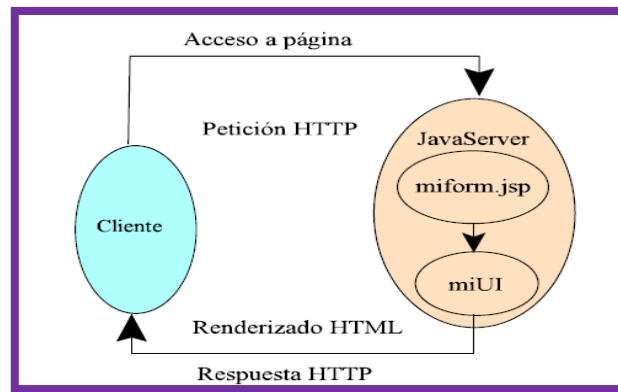 Acceso a página
Petición HTTP
JavaServer
miform.jsp
Cliente
miUI
Renderizado HTML
Respuesta HTTP